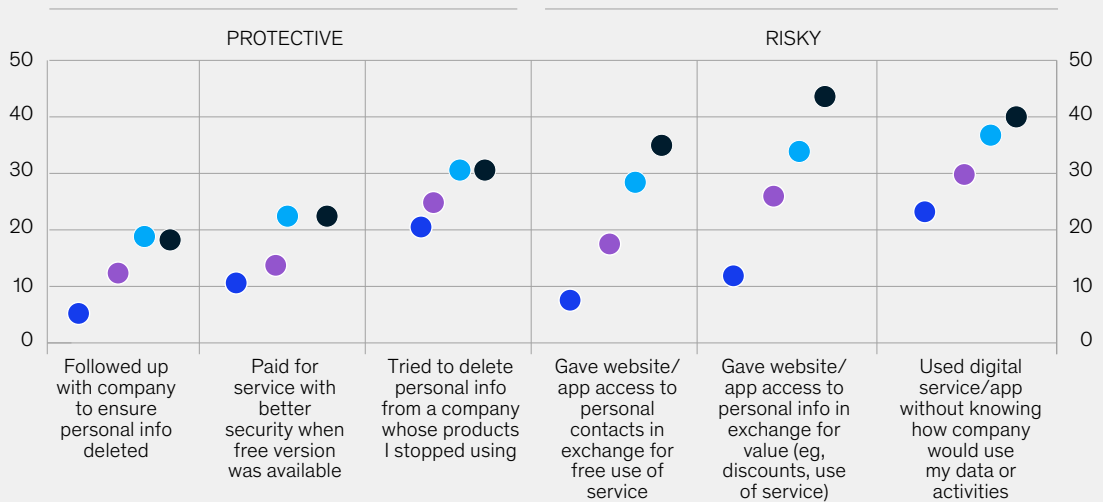 PROTECTIVE
RISKY
50
40
30
20
10
0
50
40
30
20
10
0
Followed up
with company
to ensure
personal info
deleted
Paid for
service with
better
security when
free version
was available
Tried to delete
personal info
from a company
whose products
I stopped using
Gave website/
app access to
personal
contacts in
exchange for
free use of
service
Gave website/
app access to
personal info in
exchange for
value (eg,
discounts, use
of service)
Used digital
service/app
without knowing
how company
would use
my data or
activities